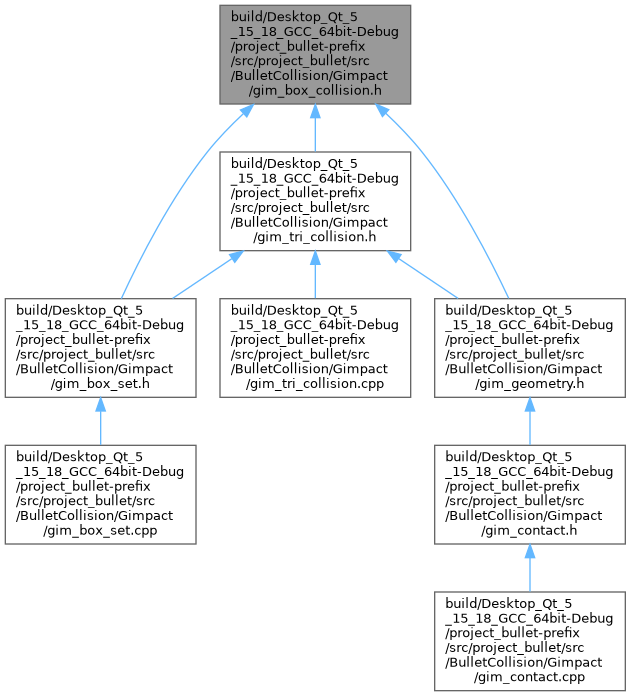 build/Desktop_Qt_5
_15_18_GCC_64bit-Debug
/project_bullet-prefix
/src/project_bullet/src
/BulletCollision/Gimpact
/gim_box_collision.h
build/Desktop_Qt_5
_15_18_GCC_64bit-Debug
/project_bullet-prefix
/src/project_bullet/src
/BulletCollision/Gimpact
/gim_tri_collision.h
build/Desktop_Qt_5
_15_18_GCC_64bit-Debug
/project_bullet-prefix
/src/project_bullet/src
/BulletCollision/Gimpact
/gim_box_set.h
build/Desktop_Qt_5
_15_18_GCC_64bit-Debug
/project_bullet-prefix
/src/project_bullet/src
/BulletCollision/Gimpact
/gim_tri_collision.cpp
build/Desktop_Qt_5
_15_18_GCC_64bit-Debug
/project_bullet-prefix
/src/project_bullet/src
/BulletCollision/Gimpact
/gim_geometry.h
build/Desktop_Qt_5
_15_18_GCC_64bit-Debug
/project_bullet-prefix
/src/project_bullet/src
/BulletCollision/Gimpact
/gim_box_set.cpp
build/Desktop_Qt_5
_15_18_GCC_64bit-Debug
/project_bullet-prefix
/src/project_bullet/src
/BulletCollision/Gimpact
/gim_contact.h
build/Desktop_Qt_5
_15_18_GCC_64bit-Debug
/project_bullet-prefix
/src/project_bullet/src
/BulletCollision/Gimpact
/gim_contact.cpp